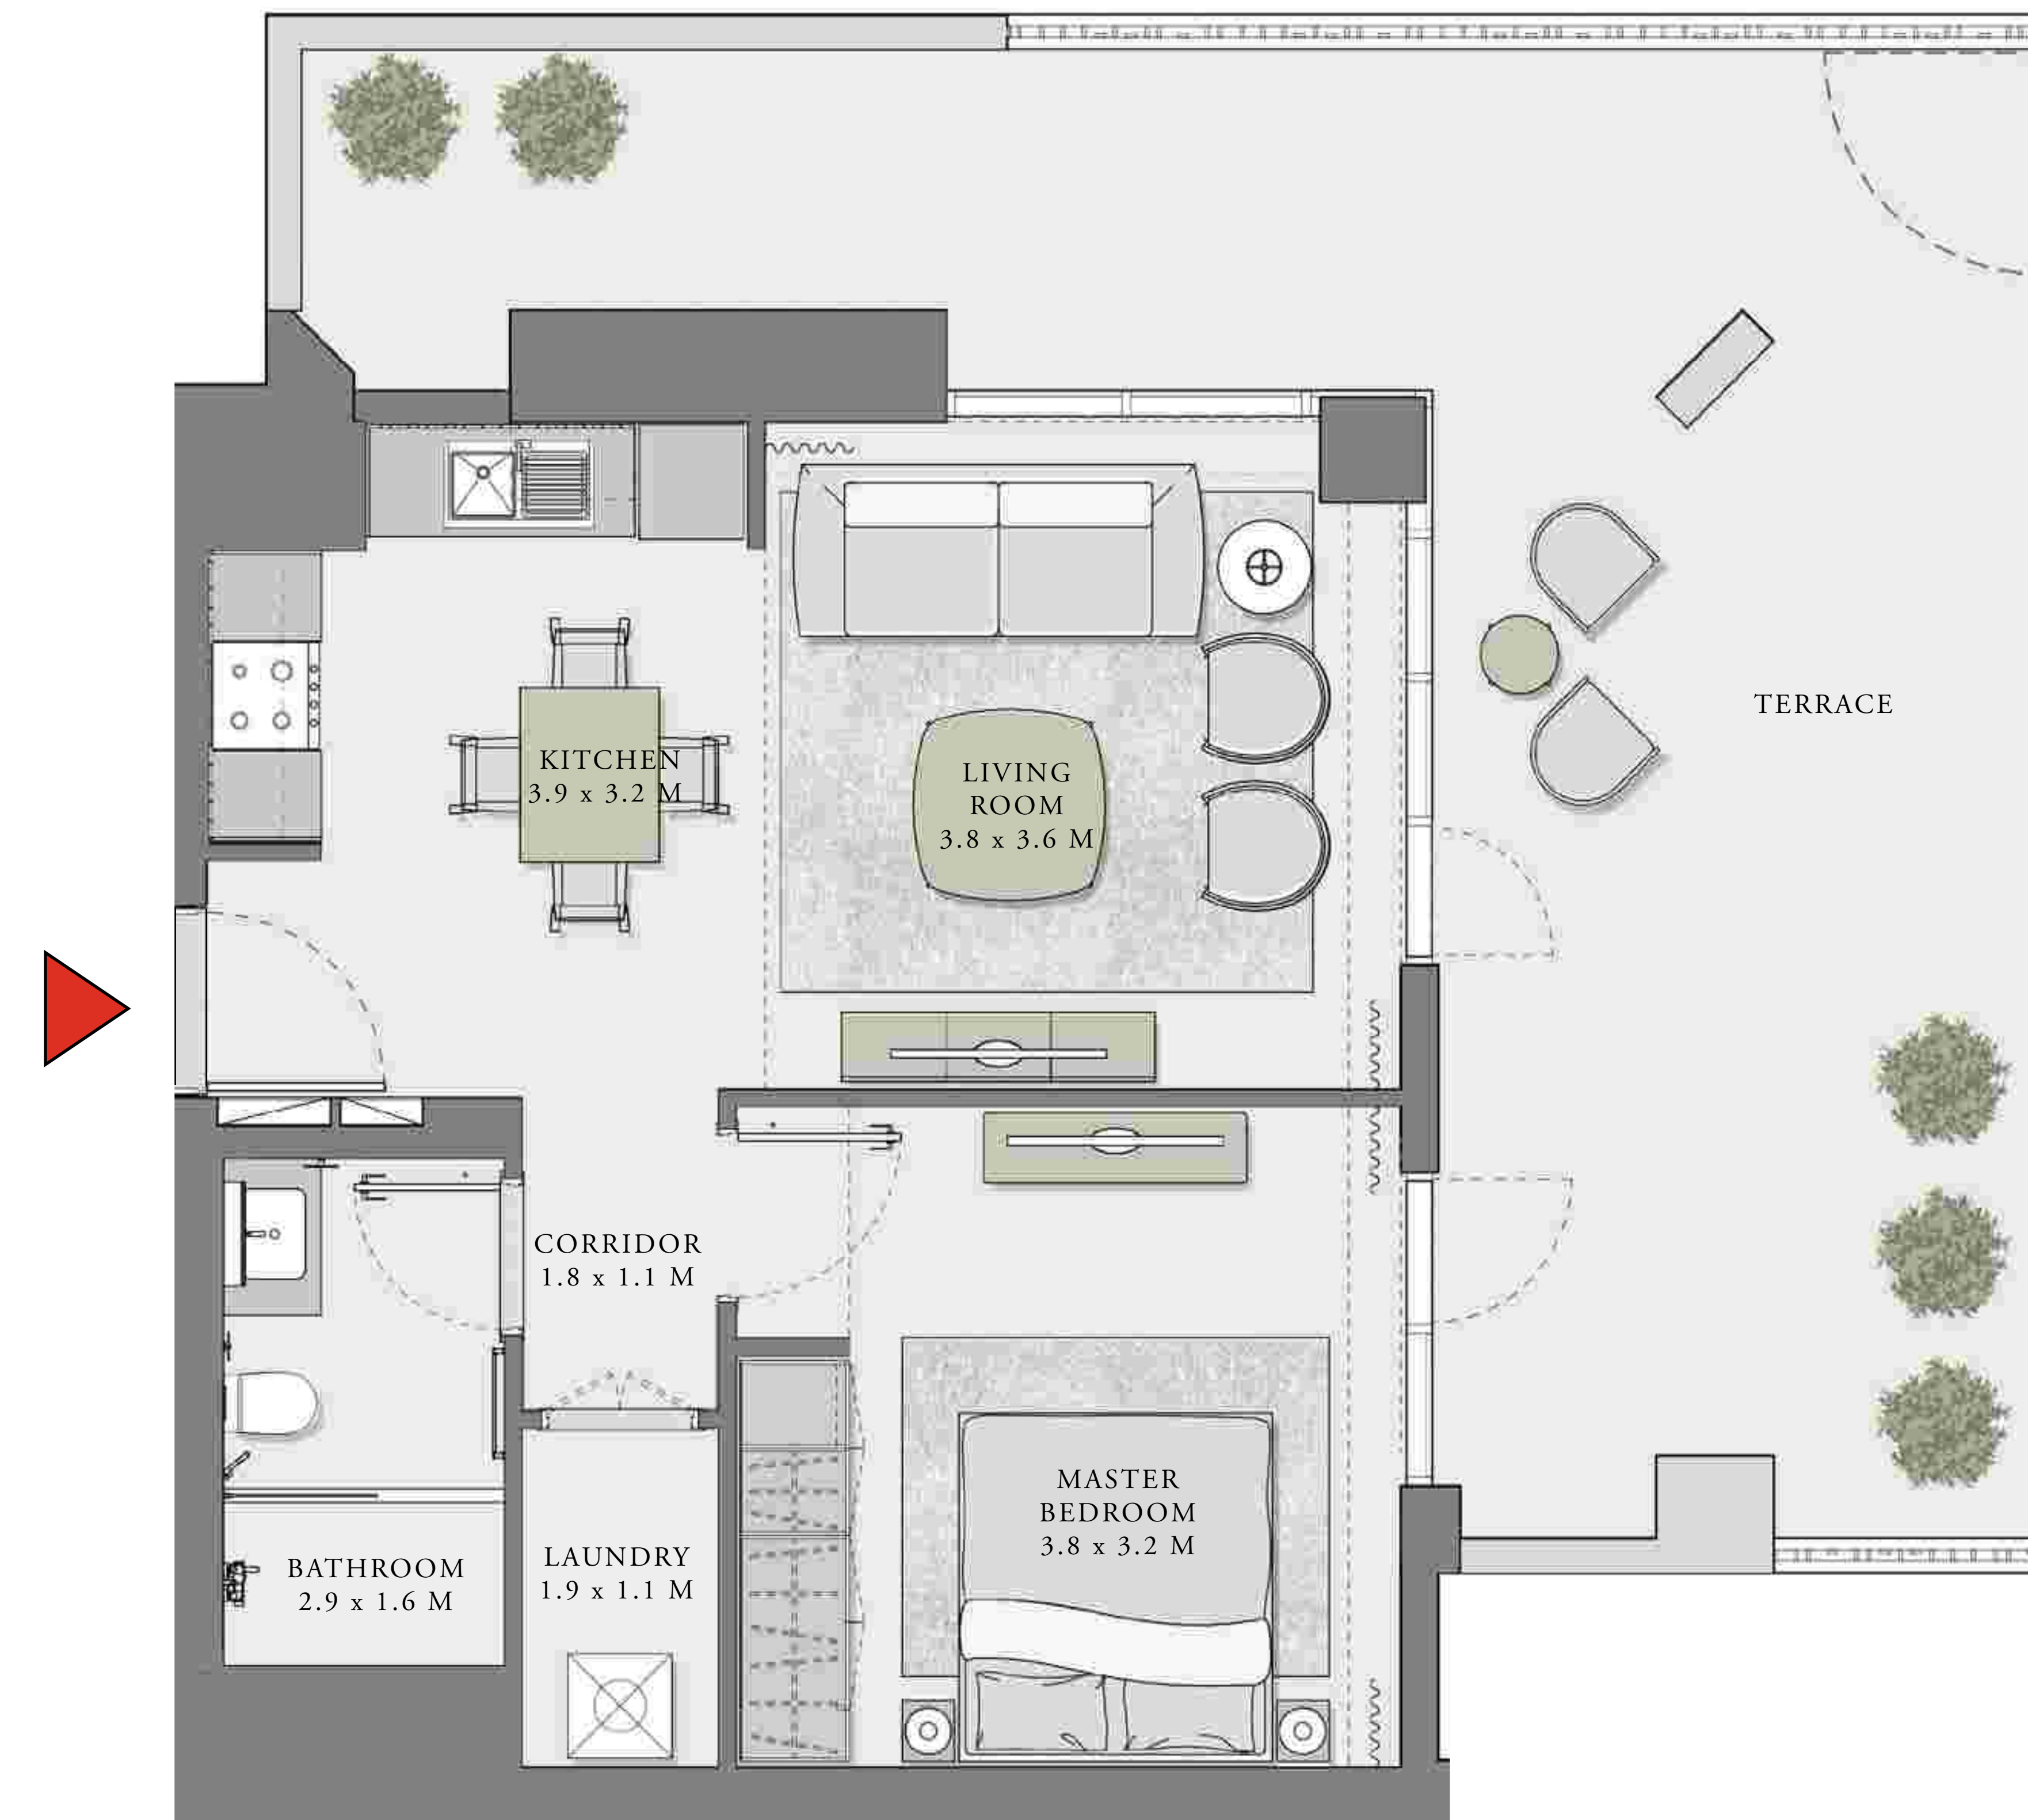 KITCHEN
3.9 x 3.2 M
LIVING
ROOM
3.8 x 3.6 M
TERRACE
CORRIDOR
1.8 x 1.1 M
MASTER
BEDROOM
3.8 x 3.2 M
BATHROOM
2.9 x 1.6 M
LAUNDRY
1.9 x 1.1 M